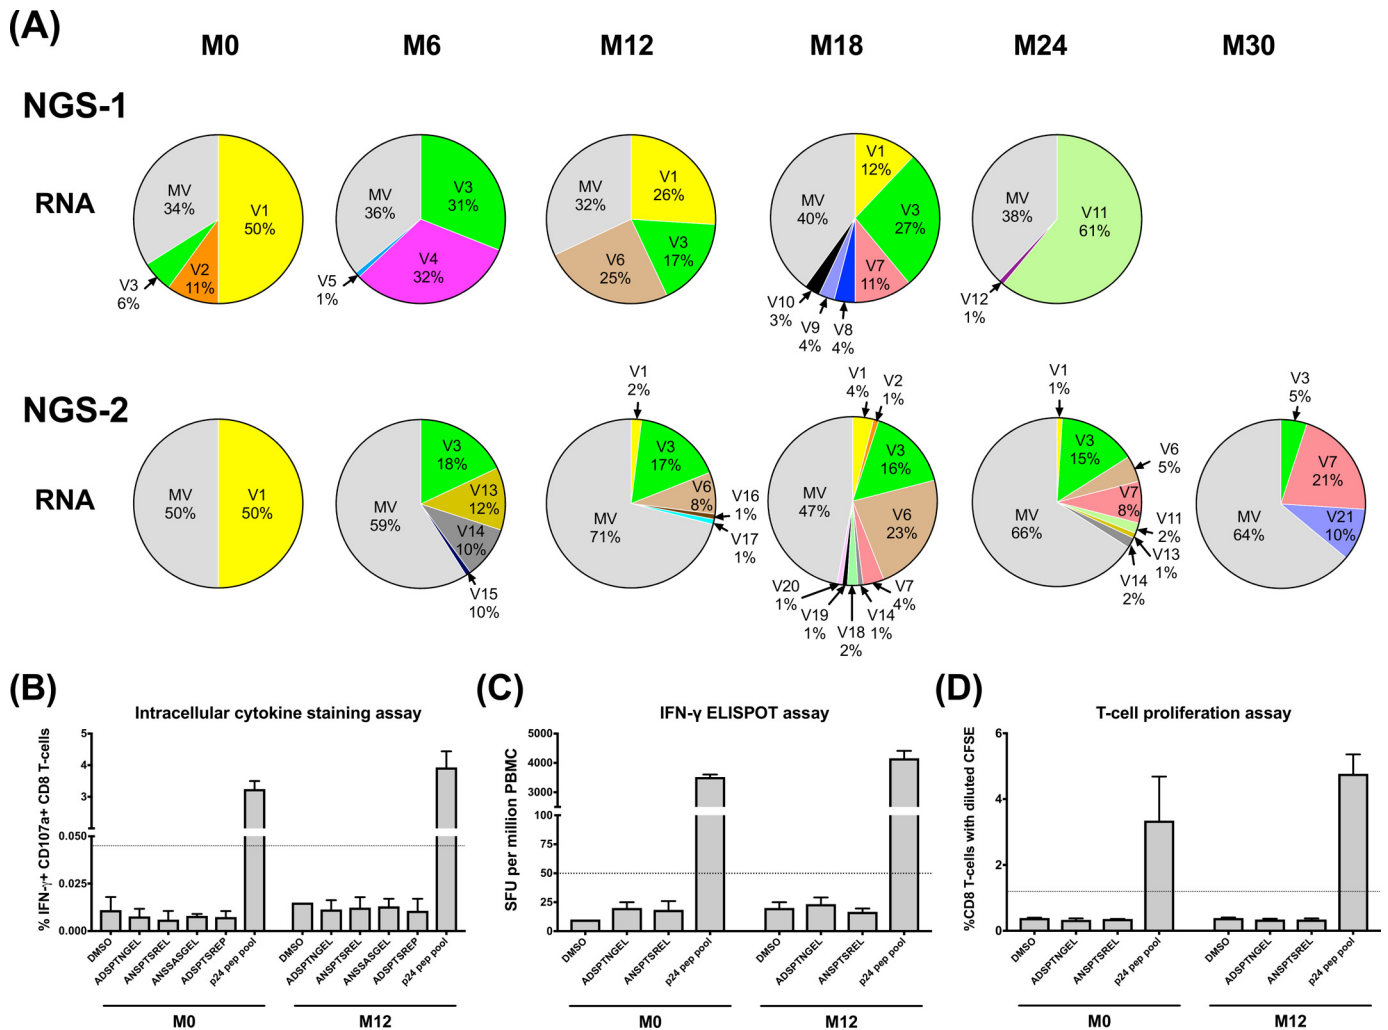 (A)
M0 M6 M12 M18 M24 M30
NGS-1
RNA
MV
34%
V1
50%
V2
11%
V3
6%
MV
36%
V3
31%
V4
32%
V5
1%
MV
32%
V1
26%
V3
17%
V6
25%
MV
40%
V1
12%
V3
27%
V7
11%
V8
4%
V9
4%
V10
3%
MV
38%
V11
61%
V12
1%
NGS-2
RNA
MV
50%
V1
50%
MV
59%
V3
18%
V13
12%
V14
10%
V15
10%
V1
2%
V3
17%
V6
8%
V16
1%
V17
1%
MV
71%
V1
4%
V2
1%
V3
16%
V6
23%
V7
4%
V14
1%
V18
2%
V19
1%
V20
1%
MV
47%
V1
1%
V3
15%
V6
5%
V7
8%
V11
2%
V13
1%
V14
2%
MV
66%
V3
5%
V7
21%
V21
10%
MV
64%
(B)
Intracellular cytokine staining assay
% IFN-γ+ CD107a+ CD8 T-cells
5
4
3
0.050
0.025
0.000
DMSO
ADSPTNGEL
ANSPTSREL
ANSSASGEL
ADSPTSREP
p24 pep pool
DMSO
ADSPTNGEL
ANSPTSREL
ANSSASGEL
ADSPTSREP
p24 pep pool
M0 M12
(C)
IFN-γ ELISPOT assay
SFU per million PBMC
5000
4000
3000
100
75
50
25
0
DMSO
ADSPTNGEL
ANSPTSREL
p24 pep pool
DMSO
ADSPTNGEL
ANSPTSREL
p24 pep pool
M0 M12
(D)
T-cell proliferation assay
%CD8 T-cells with diluted CFSE
6
4
2
0
DMSO
ADSPTNGEL
ANSPTSREL
p24 pep pool
DMSO
ADSPTNGEL
ANSPTSREL
p24 pep pool
M0 M12